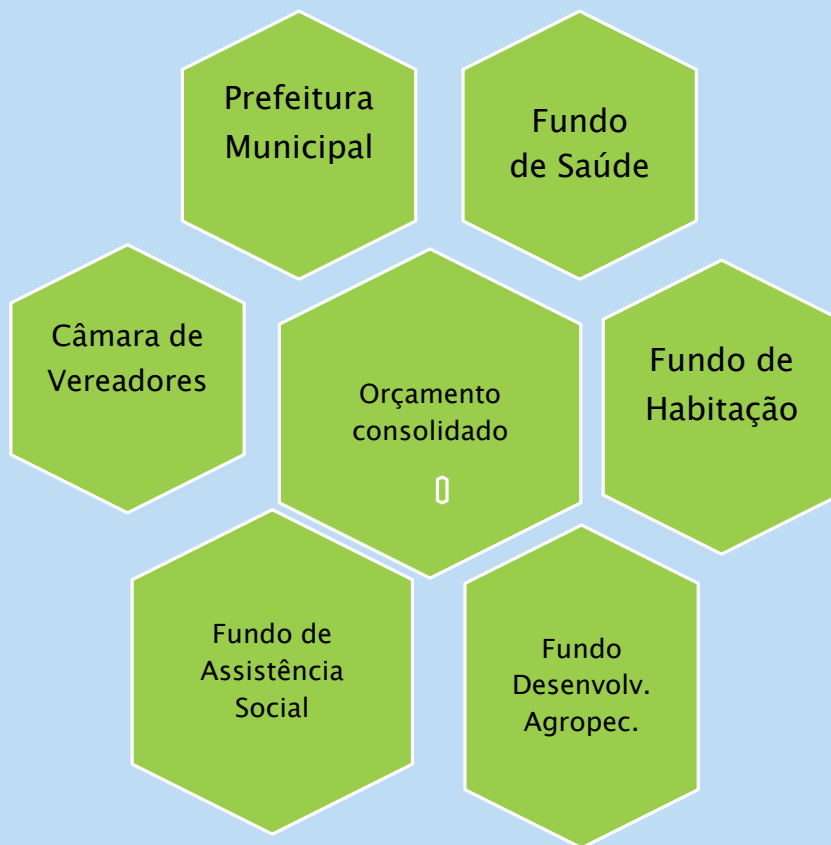 Prefeitura
Municipal
Fundo
de Saúde
Câmara de
Vereadores
Orçamento
consolidado
Fundo de
Habitação
Fundo de
Assistência
Social
Fundo
Desenvolv.
Agropec.